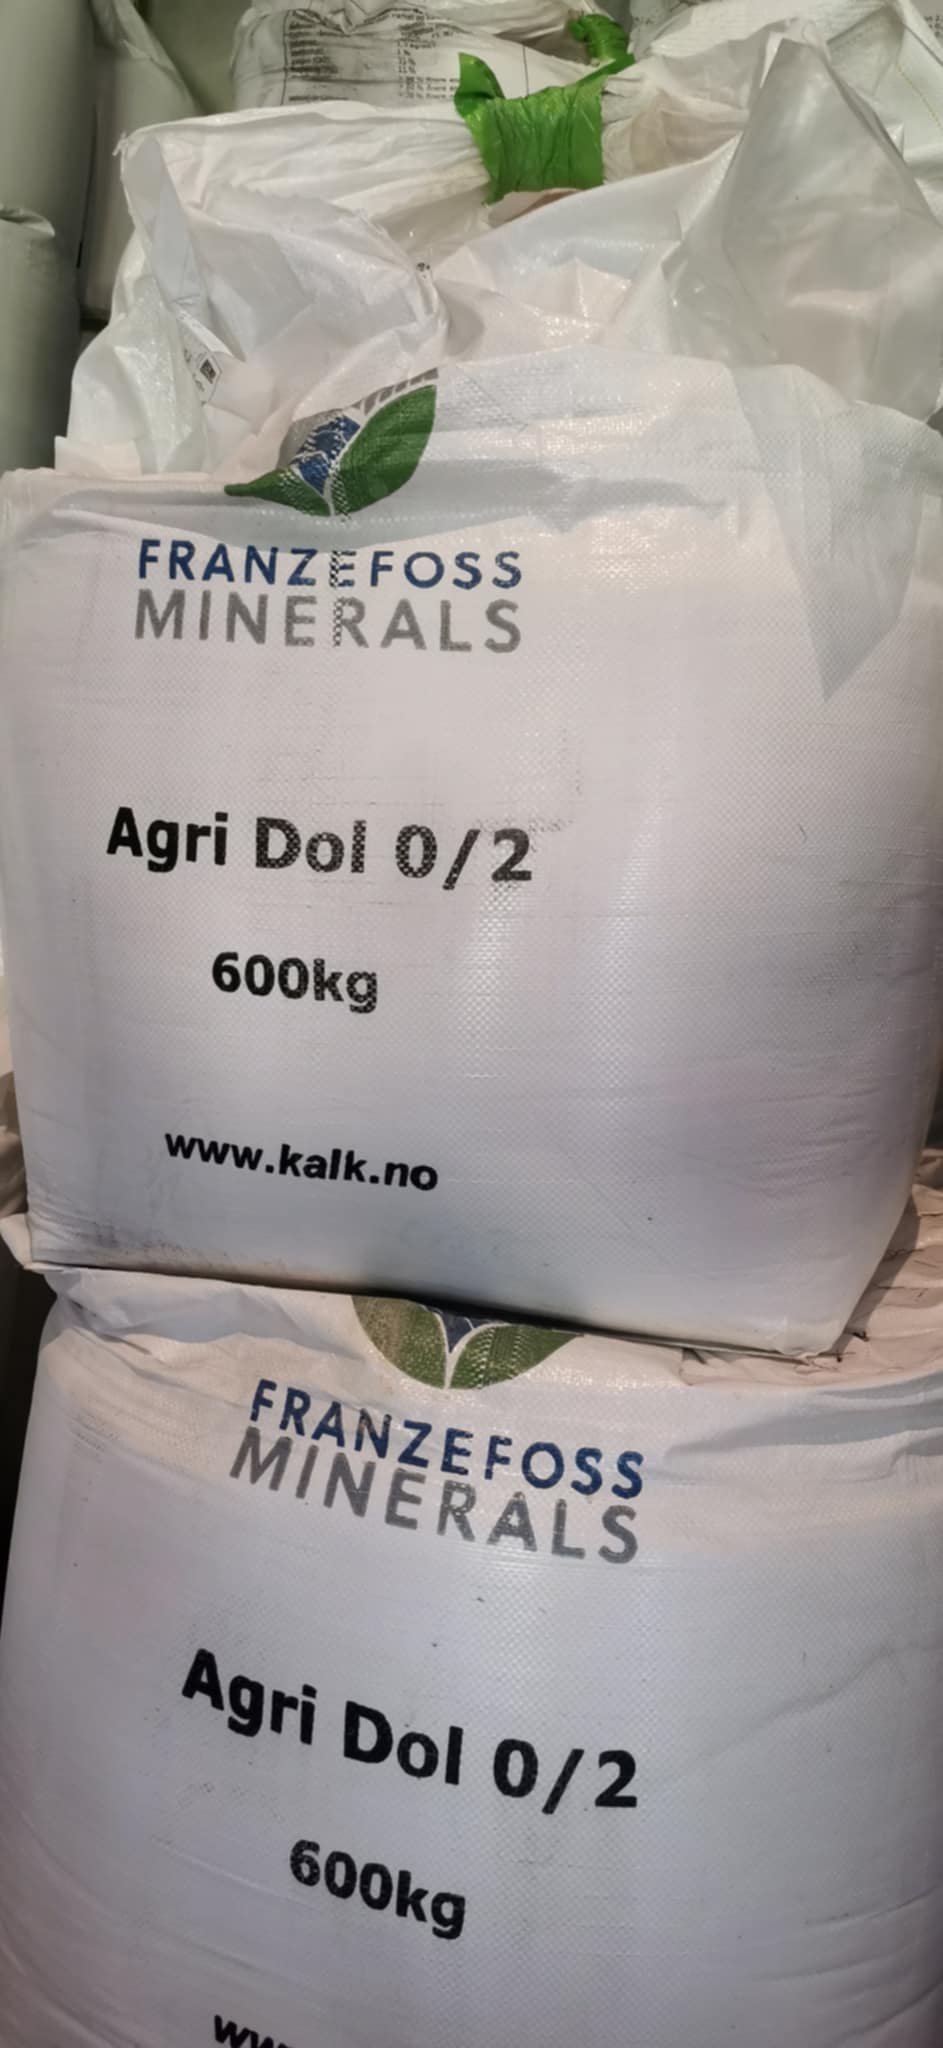 FRANZEFOSS
MINERALS
Agri Dol 0/2
600kg
www.kalk.no
FRANZEFOSS
MINERALS
Agri Dol 0/2
600kg